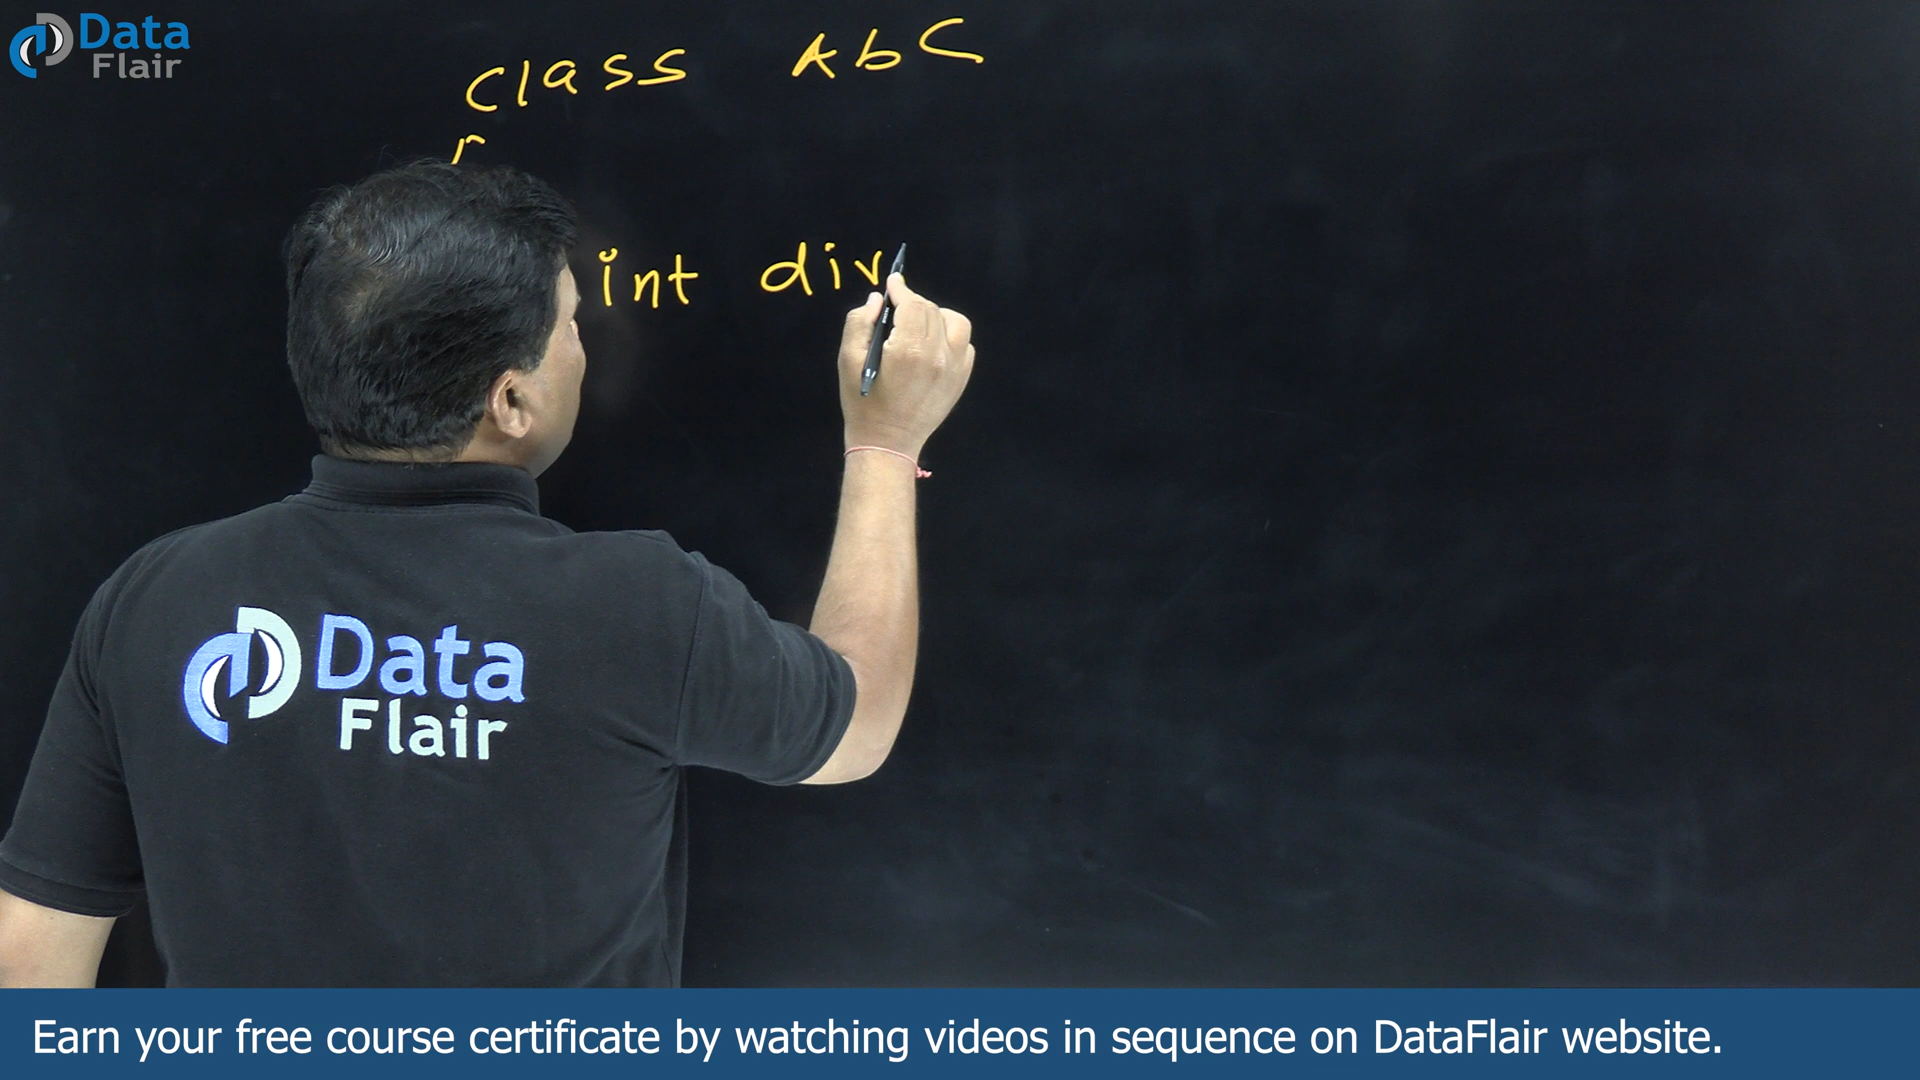 Data
Flair
Class AbC
{
int div
Data
Flair
Earn your free course certificate by watching videos in sequence on DataFlair website.